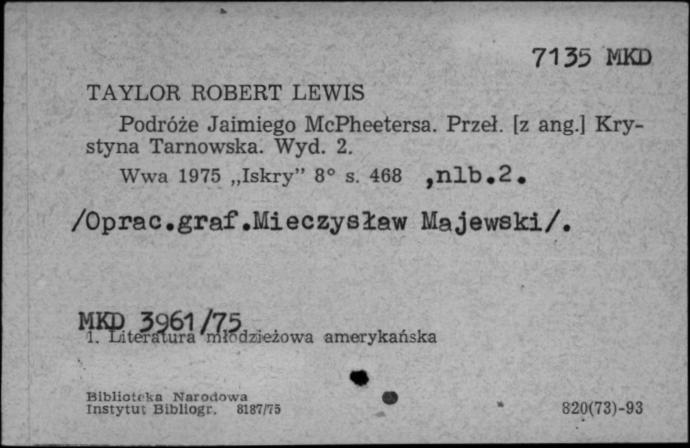 7135 MKD
TAYLOR ROBERT LEWIS
Podróże Jaimiego McPheetersa. Przeł. [z ang.] Kry-
styna Tarnowska. Wyd. 2.
Wwa 1975 „Iskry” 8° s. 468 ,nlb.2.
/Oprac.graf.Mieczysław Majewski/.
MKD 3961/75
1. Literatura młodzieżowa amerykańska
Biblioteka Narodowa
Instytut Bibliogr. 8187/75
820(73)-93